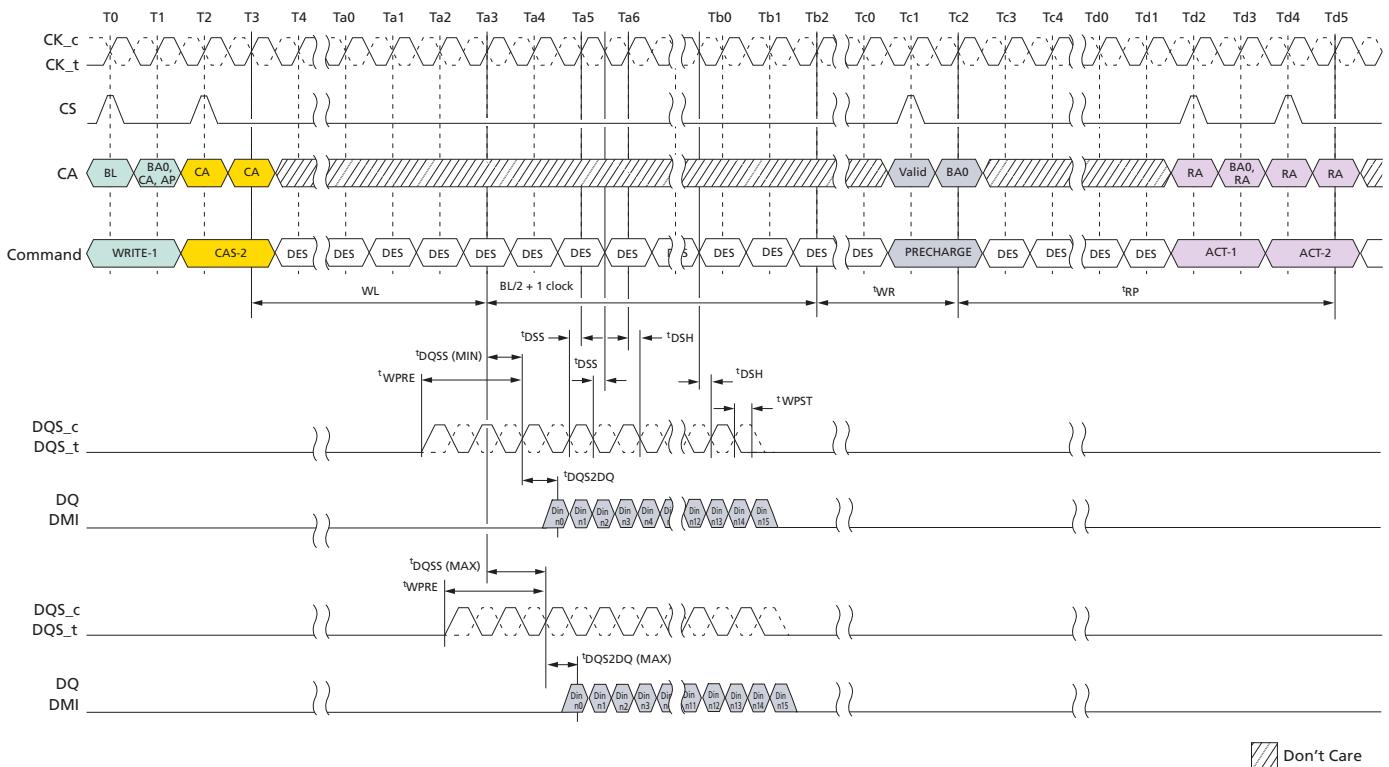 T0 T1 T2 T3 T4 Ta0 Ta1 Ta2 Ta3 Ta4 Ta5 Ta6 Tb0 Tb1 Tb2 Tc0 Tc1 Tc2 Tc3 Tc4 Td0 Td1 Td2 Td3 Td4 Td5
CK_c
CK_t
CS
CA BL BA0, CA, AP CA CA Valid BA0 RA BA0, RA RA RA
Command WRITE-1 CAS-2 DES DES DES DES DES DES DES DES DES DES DES DES PRECHARGE DES DES DES DES ACT-1 ACT-2
WL BL/2 + 1 clock tWR tRP
tDSS tDSH
tDQSS (MIN) tDSS
tWPRE tDSH
tWPST
DQS_c
DQS_t
tDQS2DQ
DQ
DMI
Din n0 Din n1 Din n2 Din n3 Din n4 Din n12 Din n13 Din n14 Din n15
tDQSS (MAX)
tWPRE
DQS_c
DQS_t
tDQS2DQ (MAX)
DQ
DMI
Din n0 Din n1 Din n2 Din n3 Din n11 Din n12 Din n13 Din n14 Din n15
Don't Care